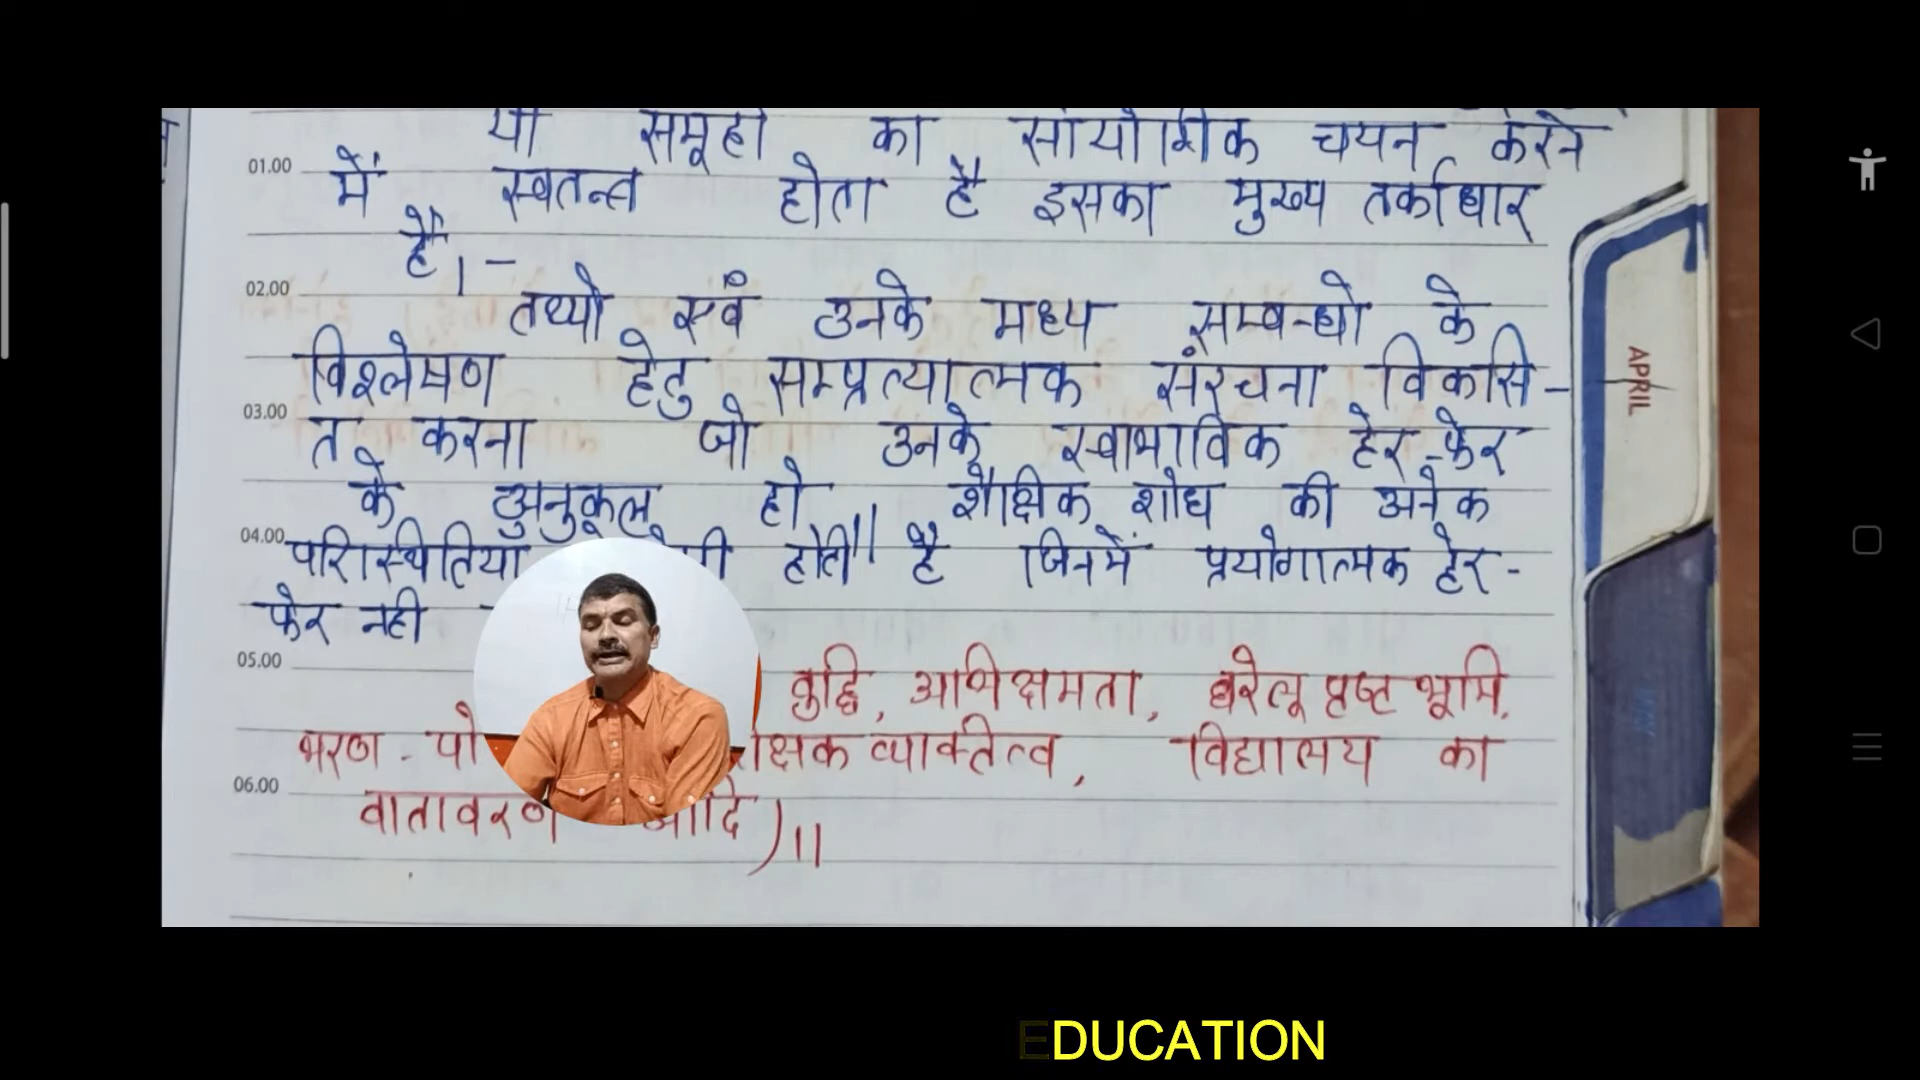 या समूहो का सांयोगिक चयन करने
01.00
में स्वतन्त्र होता है इसका मुख्य तर्काधार
है।-
02.00
तथ्यो एवं उनके मध्य सम्बन्धो के
विश्लेषण हेतु सम्प्रत्यात्मक संरचना विकसि-
03.00
त करना जो उनके स्वाभाविक हेर-फेर
के अनुकूल हो॥ शैक्षिक शोध की अनेक
04.00
परिस्थितिया होती है जिनमें प्रयोगात्मक हेर-
फेर नही
05.00
बुद्धि, अभिक्षमता, घरेलू प्रष्ट भूमि,
भरण-पो क्षिक व्यक्तित्व, विद्यालय का
06.00
वातावरण आदि)॥
APRIL
EDUCATION